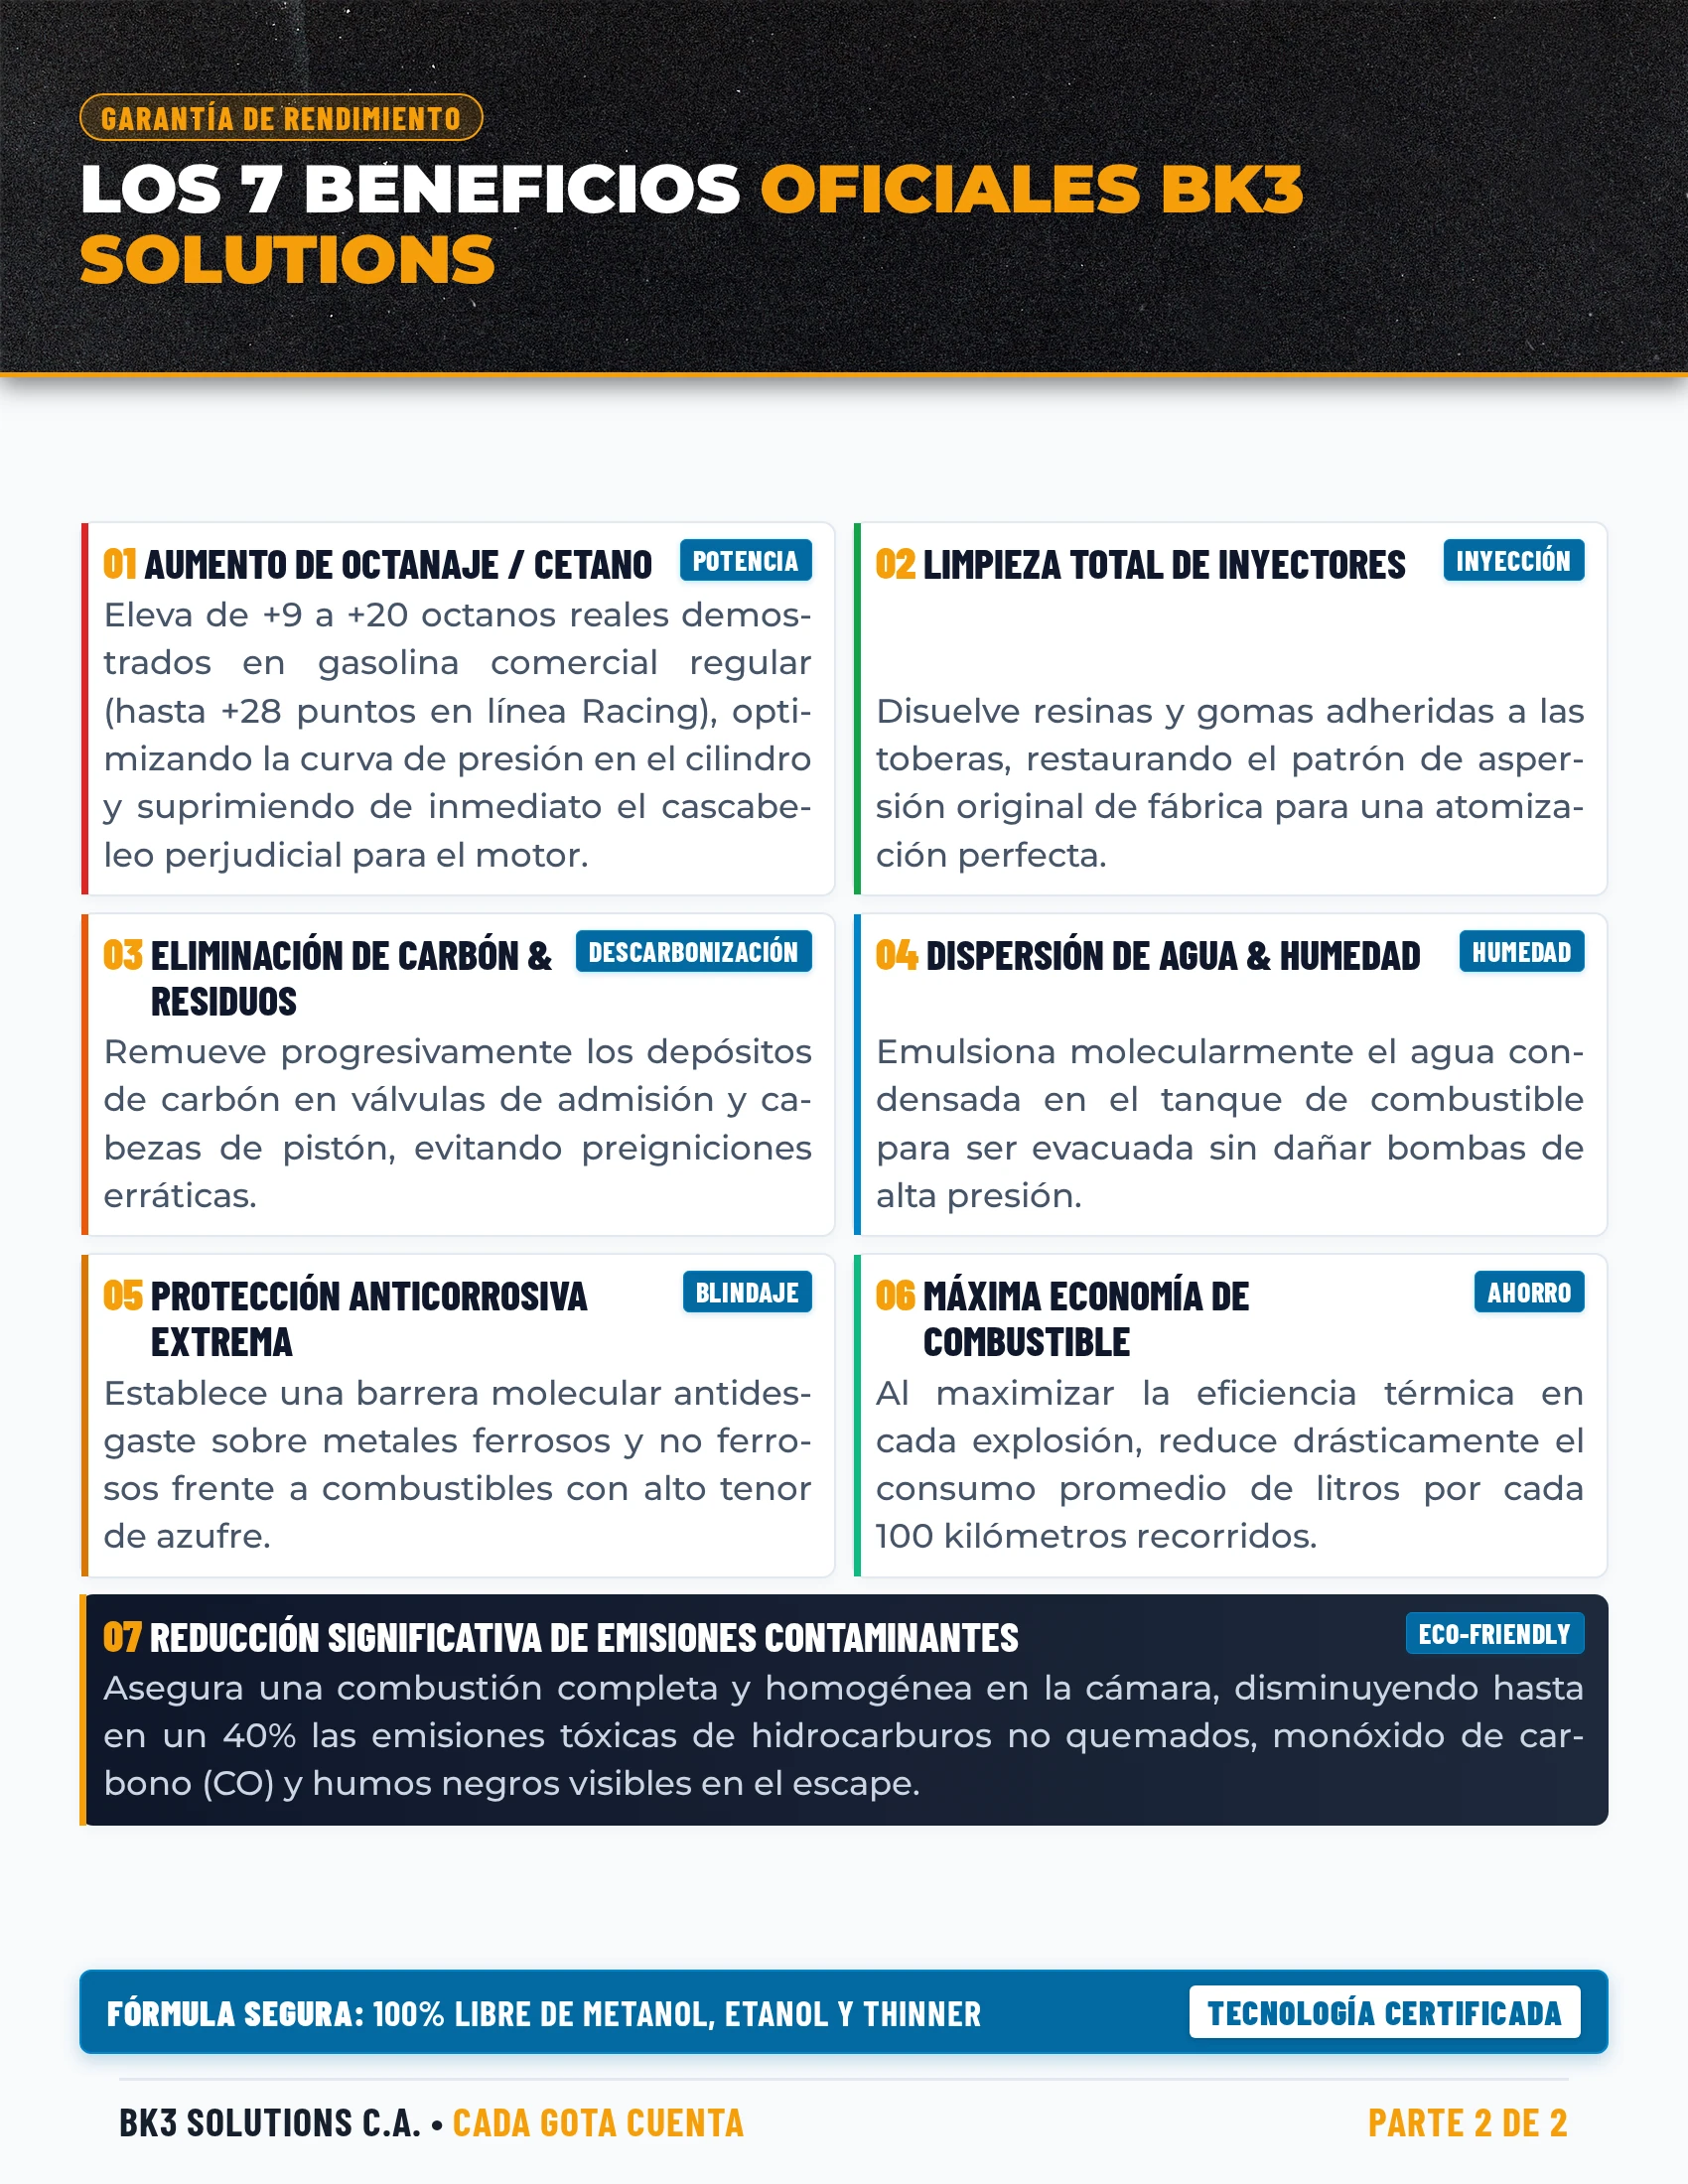 GARANTÍA DE RENDIMIENTO
LOS 7 BENEFICIOS OFICIALES BK3
SOLUTIONS
01 AUMENTO DE OCTANAJE / CETANO POTENCIA
Eleva de +9 a +20 octanos reales demos-
trados en gasolina comercial regular
(hasta +28 puntos en línea Racing), opti-
mizando la curva de presión en el cilindro
y suprimiendo de inmediato el cascabe-
leo perjudicial para el motor.
02 LIMPIEZA TOTAL DE INYECTORES INYECCIÓN
Disuelve resinas y gomas adheridas a las
toberas, restaurando el patrón de asper-
sión original de fábrica para una atomiza-
ción perfecta.
03 ELIMINACIÓN DE CARBÓN & DESCARBONIZACIÓN
RESIDUOS
Remueve progresivamente los depósitos
de carbón en válvulas de admisión y ca-
bezas de pistón, evitando preigniciones
erráticas.
04 DISPERSIÓN DE AGUA & HUMEDAD HUMEDAD
Emulsiona molecularmente el agua con-
densada en el tanque de combustible
para ser evacuada sin dañar bombas de
alta presión.
05 PROTECCIÓN ANTICORROSIVA BLINDAJE
EXTREMA
Establece una barrera molecular antides-
gaste sobre metales ferrosos y no ferro-
sos frente a combustibles con alto tenor
de azufre.
06 MÁXIMA ECONOMÍA DE AHORRO
COMBUSTIBLE
Al maximizar la eficiencia térmica en
cada explosión, reduce drásticamente el
consumo promedio de litros por cada
100 kilómetros recorridos.
07 REDUCCIÓN SIGNIFICATIVA DE EMISIONES CONTAMINANTES ECO-FRIENDLY
Asegura una combustión completa y homogénea en la cámara, disminuyendo hasta
en un 40% las emisiones tóxicas de hidrocarburos no quemados, monóxido de car-
bono (CO) y humos negros visibles en el escape.
FÓRMULA SEGURA: 100% LIBRE DE METANOL, ETANOL Y THINNER TECNOLOGÍA CERTIFICADA
BK3 SOLUTIONS C.A. • CADA GOTA CUENTA PARTE 2 DE 2